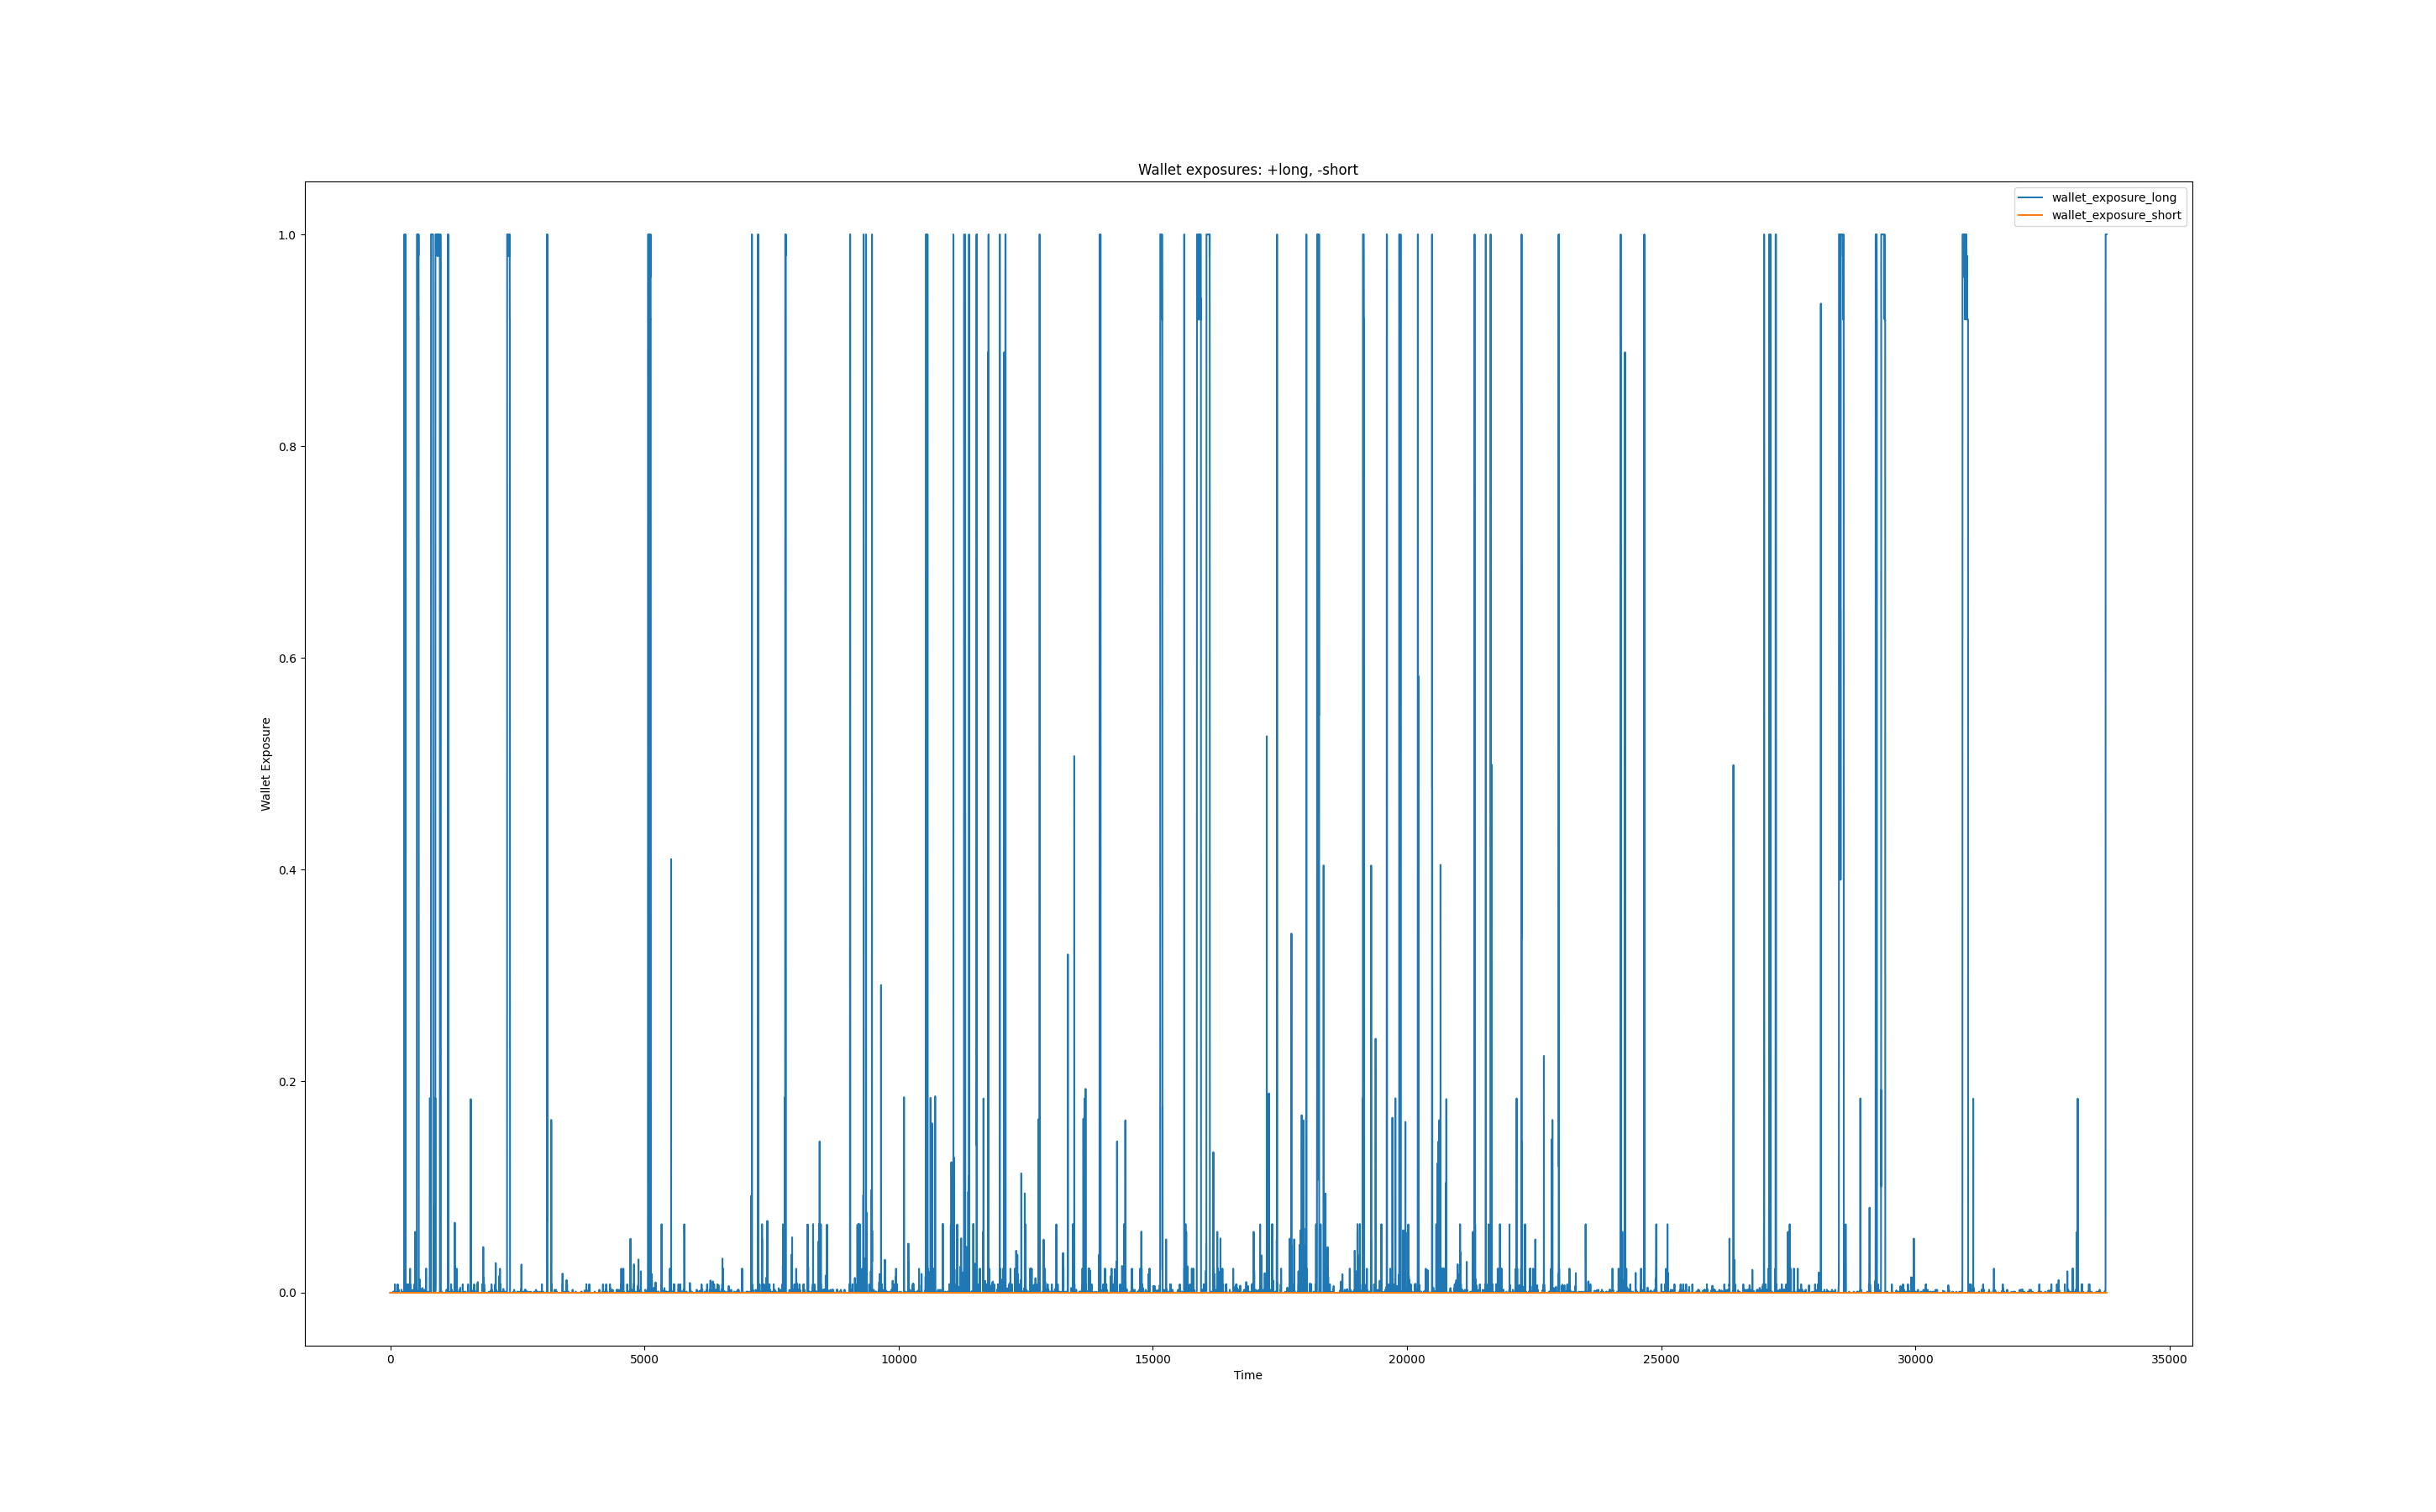 Wallet exposures: +long, -short
wallet_exposure_long
wallet_exposure_short
1.0
0.8
0.6
0.4
0.2
0.0
Wallet Exposure
0 5000 10000 15000 20000 25000 30000 35000
Time